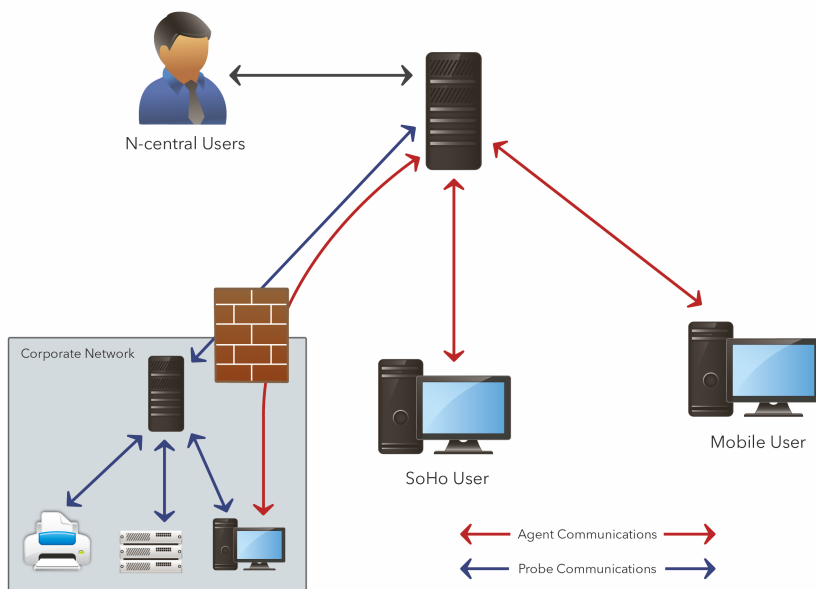 N-central Users
Corporate Network
SoHo User
Mobile User
Agent Communications
Probe Communications